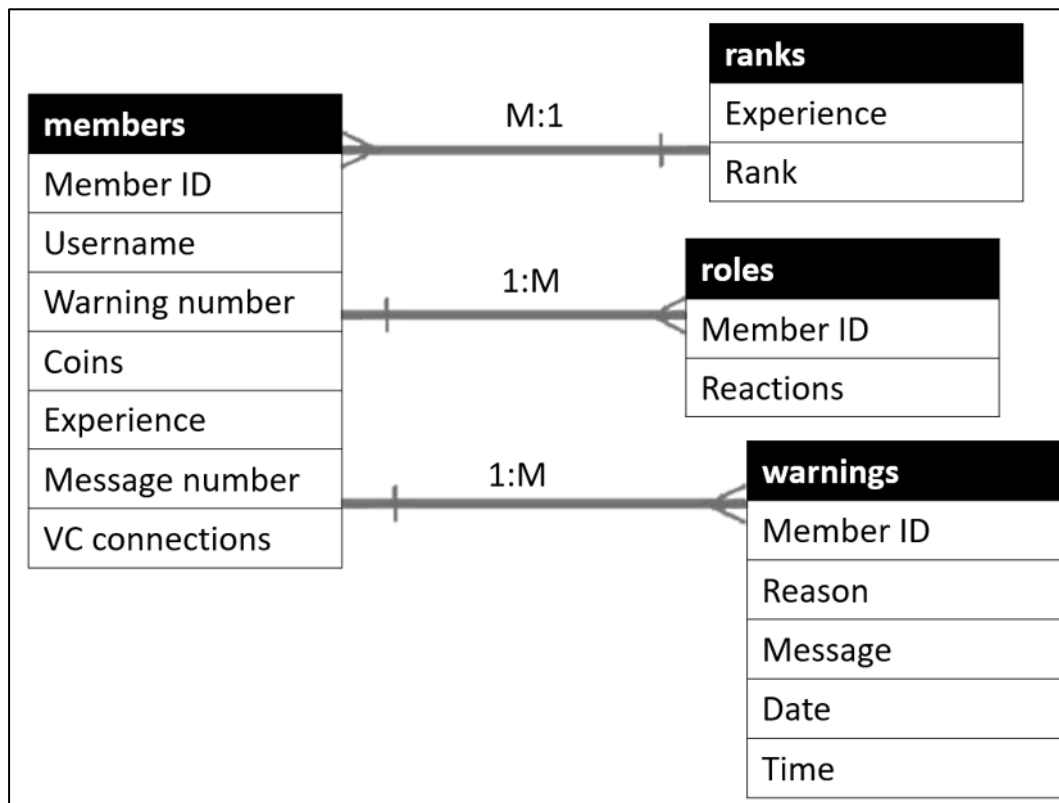 members
Member ID
Username
Warning number
Coins
Experience
Message number
VC connections
M:1
ranks
Experience
Rank
1:M
roles
Member ID
Reactions
1:M
warnings
Member ID
Reason
Message
Date
Time